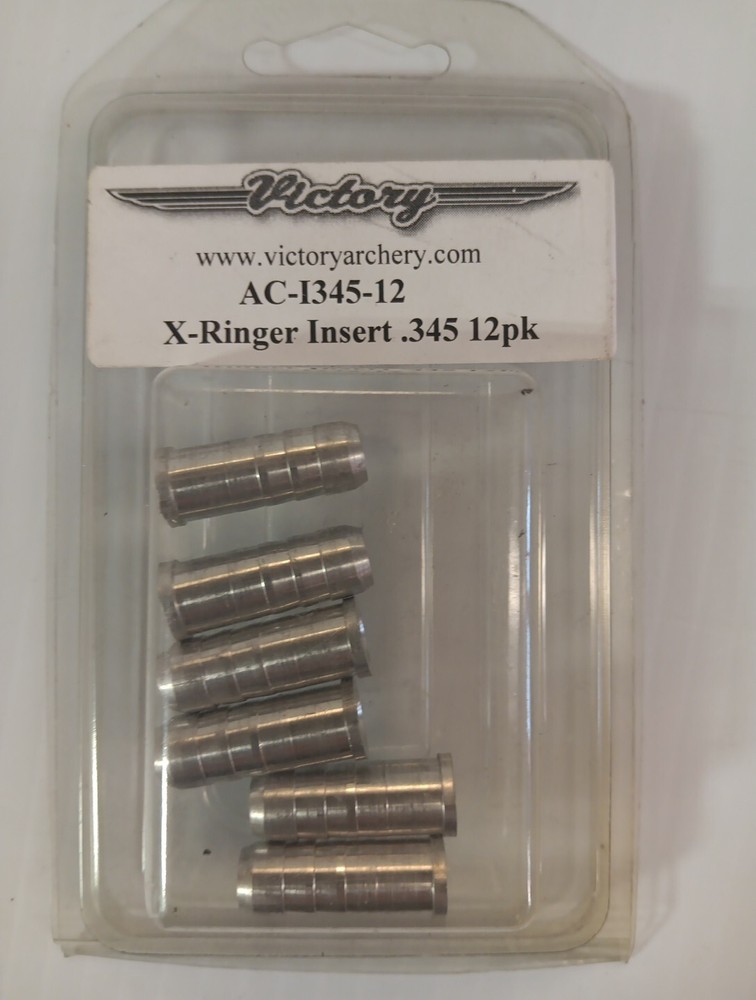 Victory
www.victoryarchery.com
AC-I345-12
X-Ringer Insert .345 12pk